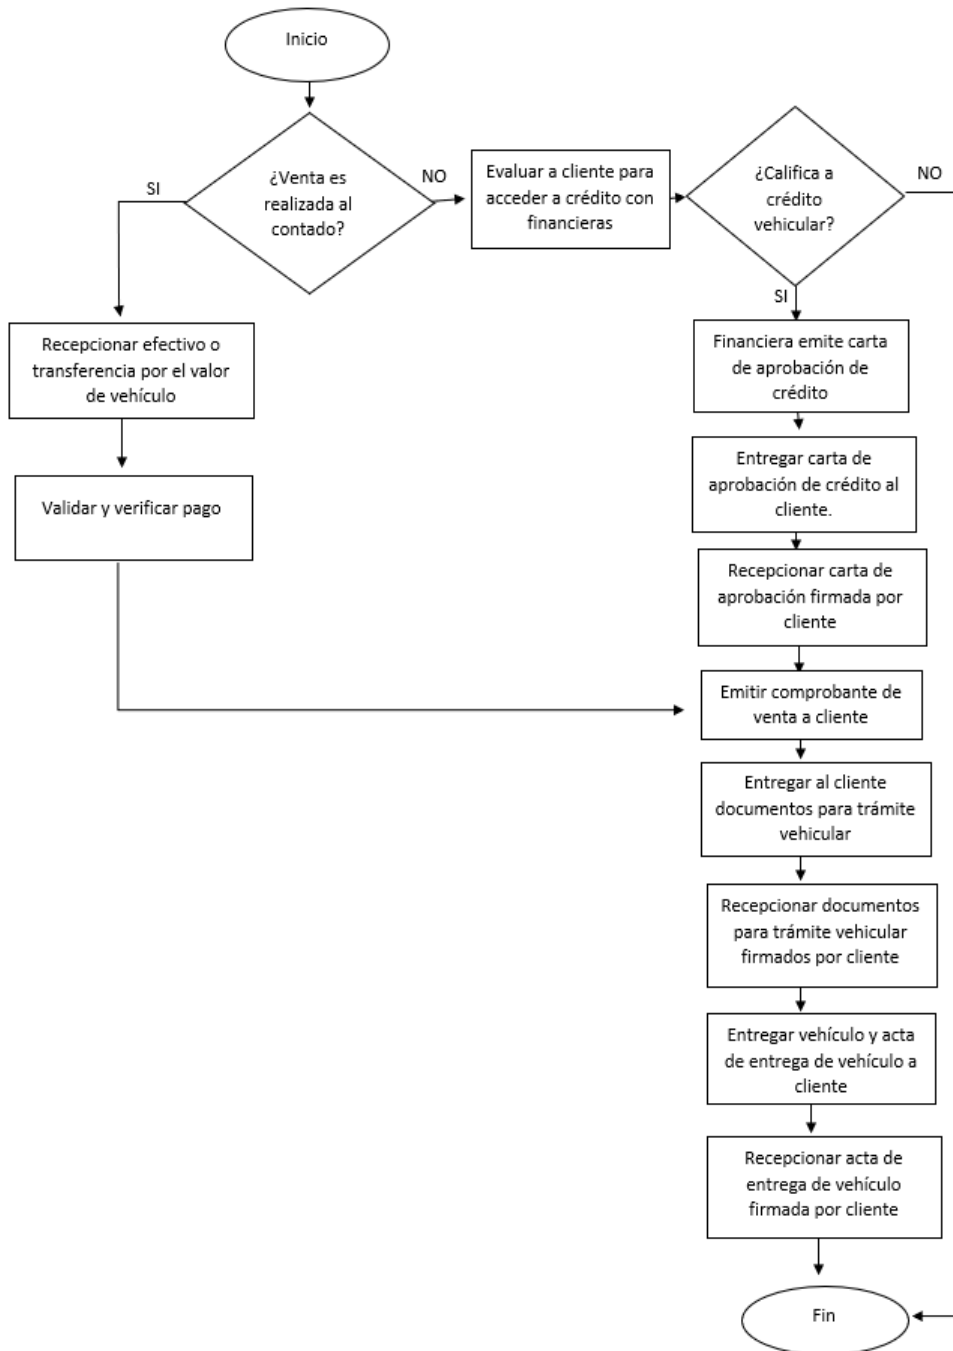 Inicio
¿Venta es
realizada al
contado?
SI
NO
Evaluar a cliente para
acceder a crédito con
financieras
¿Califica a
crédito
vehicular?
NO
SI
Recepcionar efectivo o
transferencia por el valor
de vehículo
Validar y verificar pago
Financiera emite carta
de aprobación de
crédito
Entregar carta de
aprobación de crédito al
cliente.
Recepcionar carta de
aprobación firmada por
cliente
Emitir comprobante de
venta a cliente
Entregar al cliente
documentos para trámite
vehicular
Recepcionar documentos
para trámite vehicular
firmados por cliente
Entregar vehículo y acta
de entrega de vehículo a
cliente
Recepcionar acta de
entrega de vehículo
firmada por cliente
Fin